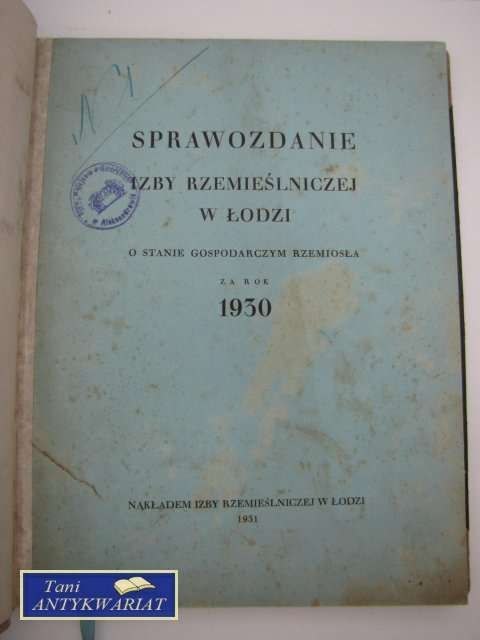 SPRAWOZDANIE
IZBY RZEMIEŚLNICZEJ
W ŁODZI
O STANIE GOSPODARCZYM RZEMIOSŁA
ZA ROK
1930
NAKŁADEM IZBY RZEMIEŚLNICZEJ W ŁODZI
1931
Tani
ANTYKWARIAT